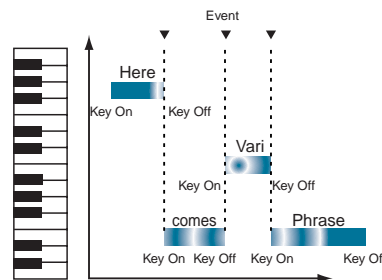 Event
Here
Key On Key Off
Vari
Key On Key Off
comes Phrase
Key On Key Off Key On Key Of